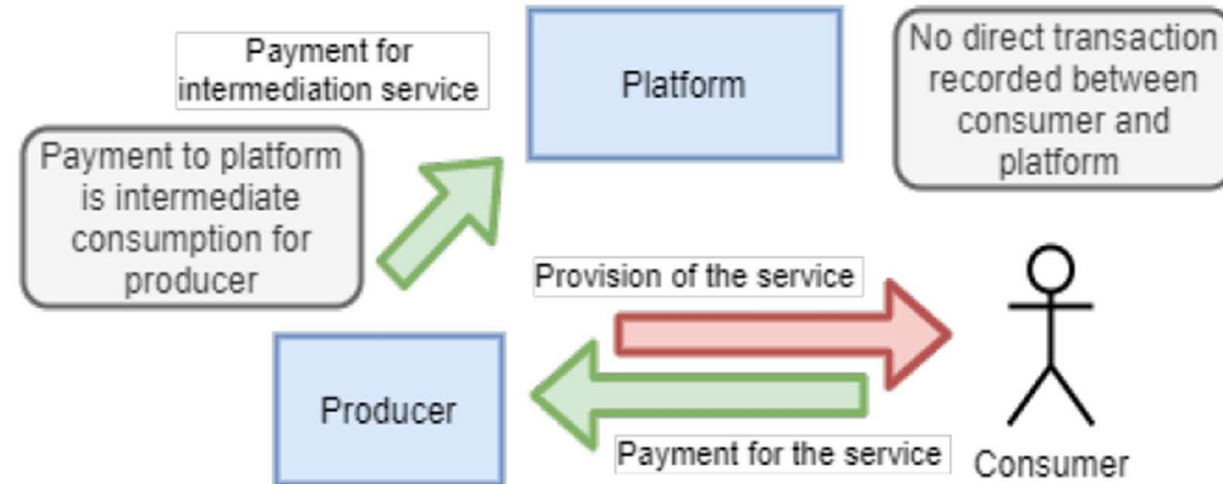 Payment for
intermediation service
Platform
No direct transaction
recorded between
consumer and
platform
Payment to platform
is intermediate
consumption for
producer
Provision of the service
Producer
Payment for the service
Consumer